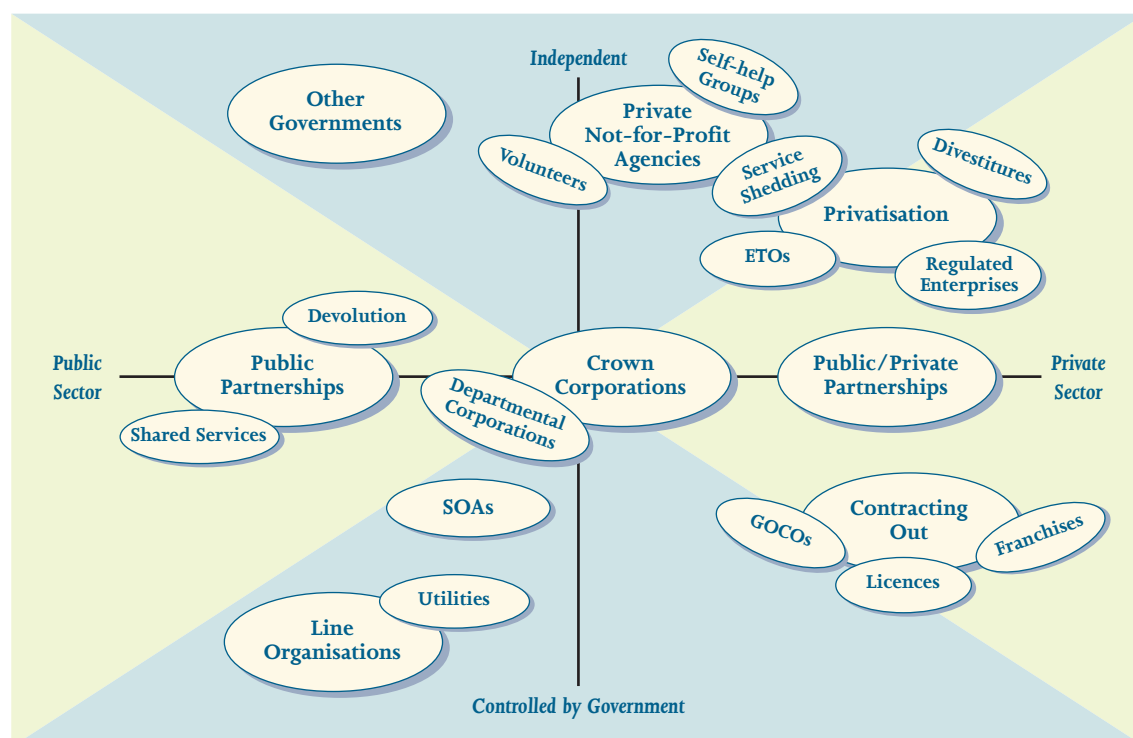 Independent
Other
Governments
Self-help
Groups
Private
Not-for-Profit
Agencies
Volunteers
Service
Shedding
Divestitures
Privatisation
ETOs
Regulated
Enterprises
Devolution
Public
Sector
Public
Partnerships
Shared Services
Crown
Corporations
Departmental
Corporations
Public/Private
Partnerships
Private
Sector
SOAs
Contracting
Out
GOCOs
Franchises
Licences
Utilities
Line
Organisations
Controlled by Government